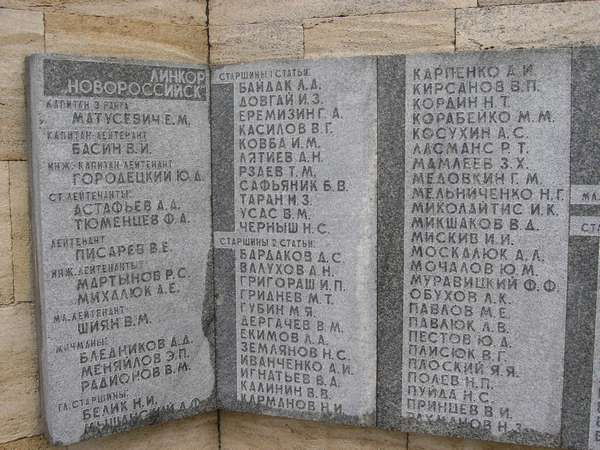 ЛИНКОР
НОВОРОССИЙСК
КАПИТАН 3 РАНГА
МАТУСЕВИЧ Е.М.
КАПИТАН-ЛЕЙТЕНАНТ
БАСИН В.И.
ИНЖ.-КАПИТАН-ЛЕЙТЕНАНТ
ГОРОДЕЦКИЙ Ю.Д.
СТ. ЛЕЙТЕНАНТЫ:
АСТАФЬЕВ А.А.
ТЮМЕНЦЕВ Ф.А.
ЛЕЙТЕНАНТ
ПИСАРЕВ В.Е.
ИНЖ. ЛЕЙТЕНАНТЫ:
МАРТЫНОВ Р.С.
МИХАЛЮК А.Е.
МЛ. ЛЕЙТЕНАНТ
ШИЯН В.М.
МИЧМАНЫ:
БЛЕДНИКОВ А.Д.
МЕНЯЙЛОВ Э.П.
РАДИОНОВ В.М.
ГЛ. СТАРШИНЫ:
БЕЛИК Н.И.
СТАРШИНЫ 1 СТАТЬИ:
БАЙДАК Л.А.
ДОВГАЙ И.З.
ЕРЕМИЗИН Г.А.
КАСИЛОВ В.Г.
КОВБА И.М.
ЛЯТИЕВ А.Н.
РЗАЕВ Т.М.
САФЬЯНИК Б.В.
ТАРАН И.З.
УСАС В.М.
ЧЕРНЫШ Н.С.
СТАРШИНЫ 2 СТАТЬИ:
БАРДАКОВ Д.С.
ВАЛУХОВ А.Н.
ГРИГОРАШ И.П.
ГРИДНЕВ М.Т.
ГУБИН М.Я.
ДЕРГАЧЕВ В.М.
ЕКИМОВ Л.А.
ЗЕМЛЯНОВ Н.С.
ИВАНЧЕНКО А.И.
ИГНАТЬЕВ В.А.
КАЛИНИН В.В.
КАРМАНОВ Н.И.
КАРПЕНКО А.И.
КИРСАНОВ В.П.
КОРДИН Н.Т.
КОРАБЕЙКО М.М.
КОСУХИН А.С.
ЛАСМАНС Р.Т.
МАМЛЕЕВ З.Х.
МЕДОВКИН Г.М.
МЕЛЬНИЧЕНКО Н.Г.
МИКОЛАЙТИС И.К.
МИКШАКОВ В.Д.
МИСКИВ И.И.
МОСКАЛЮК А.Л.
МОЧАЛОВ Ю.М.
МУРАВИЦКИЙ Ф.Ф.
ОБУХОВ Л.К.
ПАВЛОВ М.Е.
ПАВЛЮК Л.В.
ПЕСТОВ Ю.Д.
ПЛИСЮК В.Г.
ПЛОСКИЙ Я.Я.
ПОЛЕВ Н.П.
ПУЙДА Н.С.
ПРИНЦЕВ В.И.